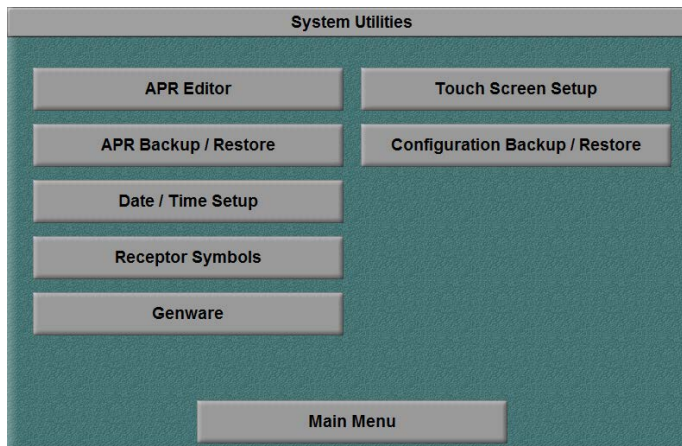 System Utilities
APR Editor
Touch Screen Setup
APR Backup / Restore
Configuration Backup / Restore
Date / Time Setup
Receptor Symbols
Genware
Main Menu